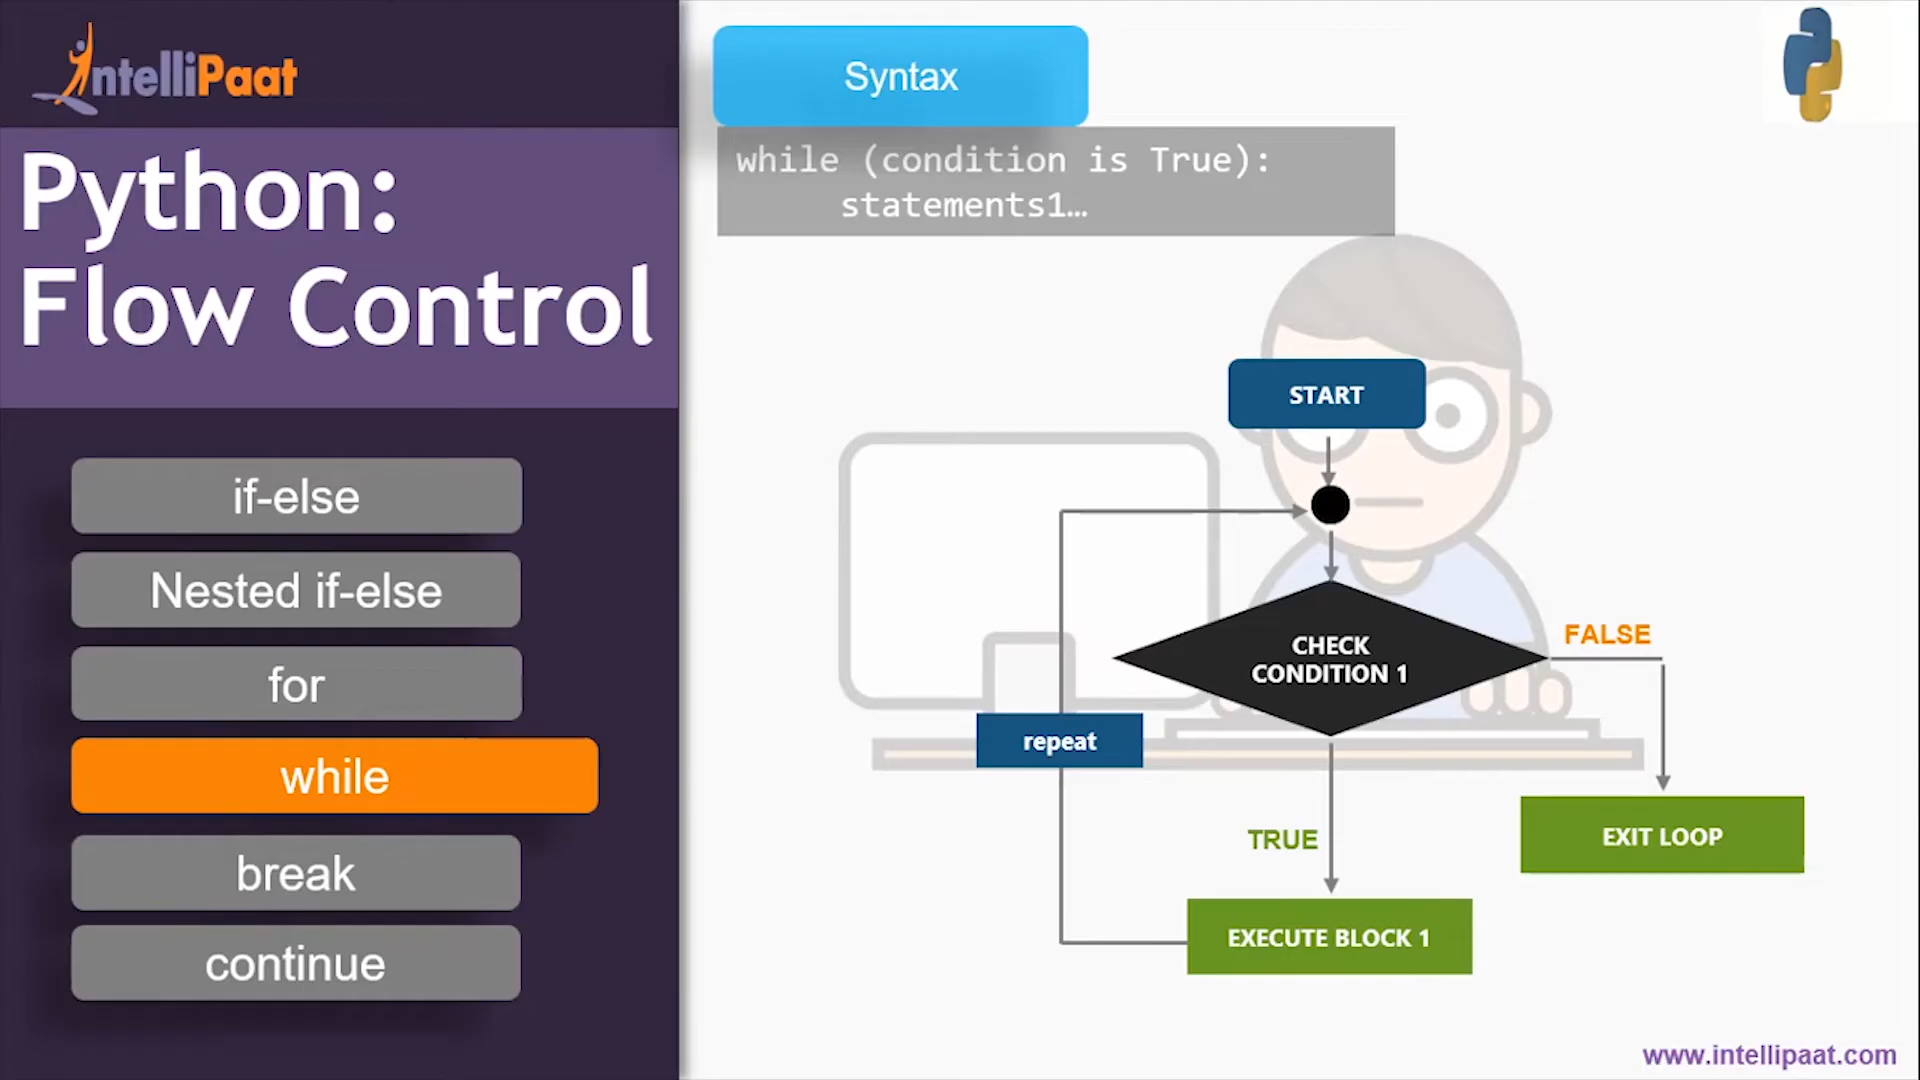 IntelliPaat
Python:
Flow Control
if-else
Nested if-else
for
while
break
continue
Syntax
while (condition is True):
statements1…
START
CHECK
CONDITION 1
FALSE
repeat
TRUE
EXIT LOOP
EXECUTE BLOCK 1
www.intellipaat.com